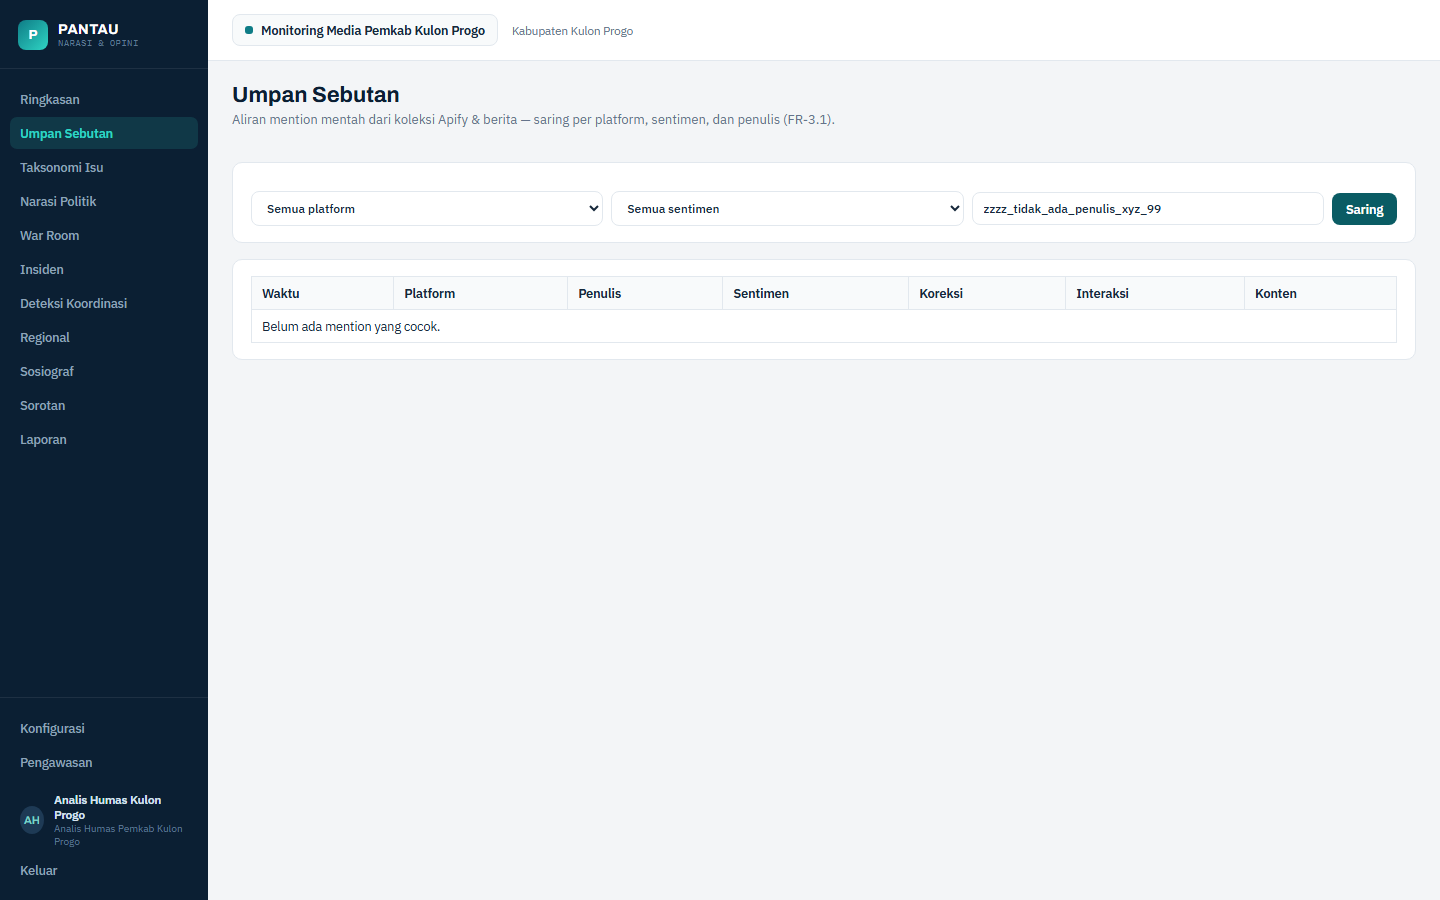 P
PANTAU
NARASI & OPINI
Ringkasan
Umpan Sebutan
Taksonomi Isu
Narasi Politik
War Room
Insiden
Deteksi Koordinasi
Regional
Sosiograf
Sorotan
Laporan
Konfigurasi
Pengawasan
AH
Analis Humas Kulon
Progo
Analis Humas Pemkab Kulon
Progo
Keluar
Monitoring Media Pemkab Kulon Progo Kabupaten Kulon Progo
Umpan Sebutan
Aliran mention mentah dari koleksi Apify & berita — saring per platform, sentimen, dan penulis (FR-3.1).
Semua platform Semua sentimen zzzz_tidak_ada_penulis_xyz_99 Saring
Waktu Platform Penulis Sentimen Koreksi Interaksi Konten
Belum ada mention yang cocok.